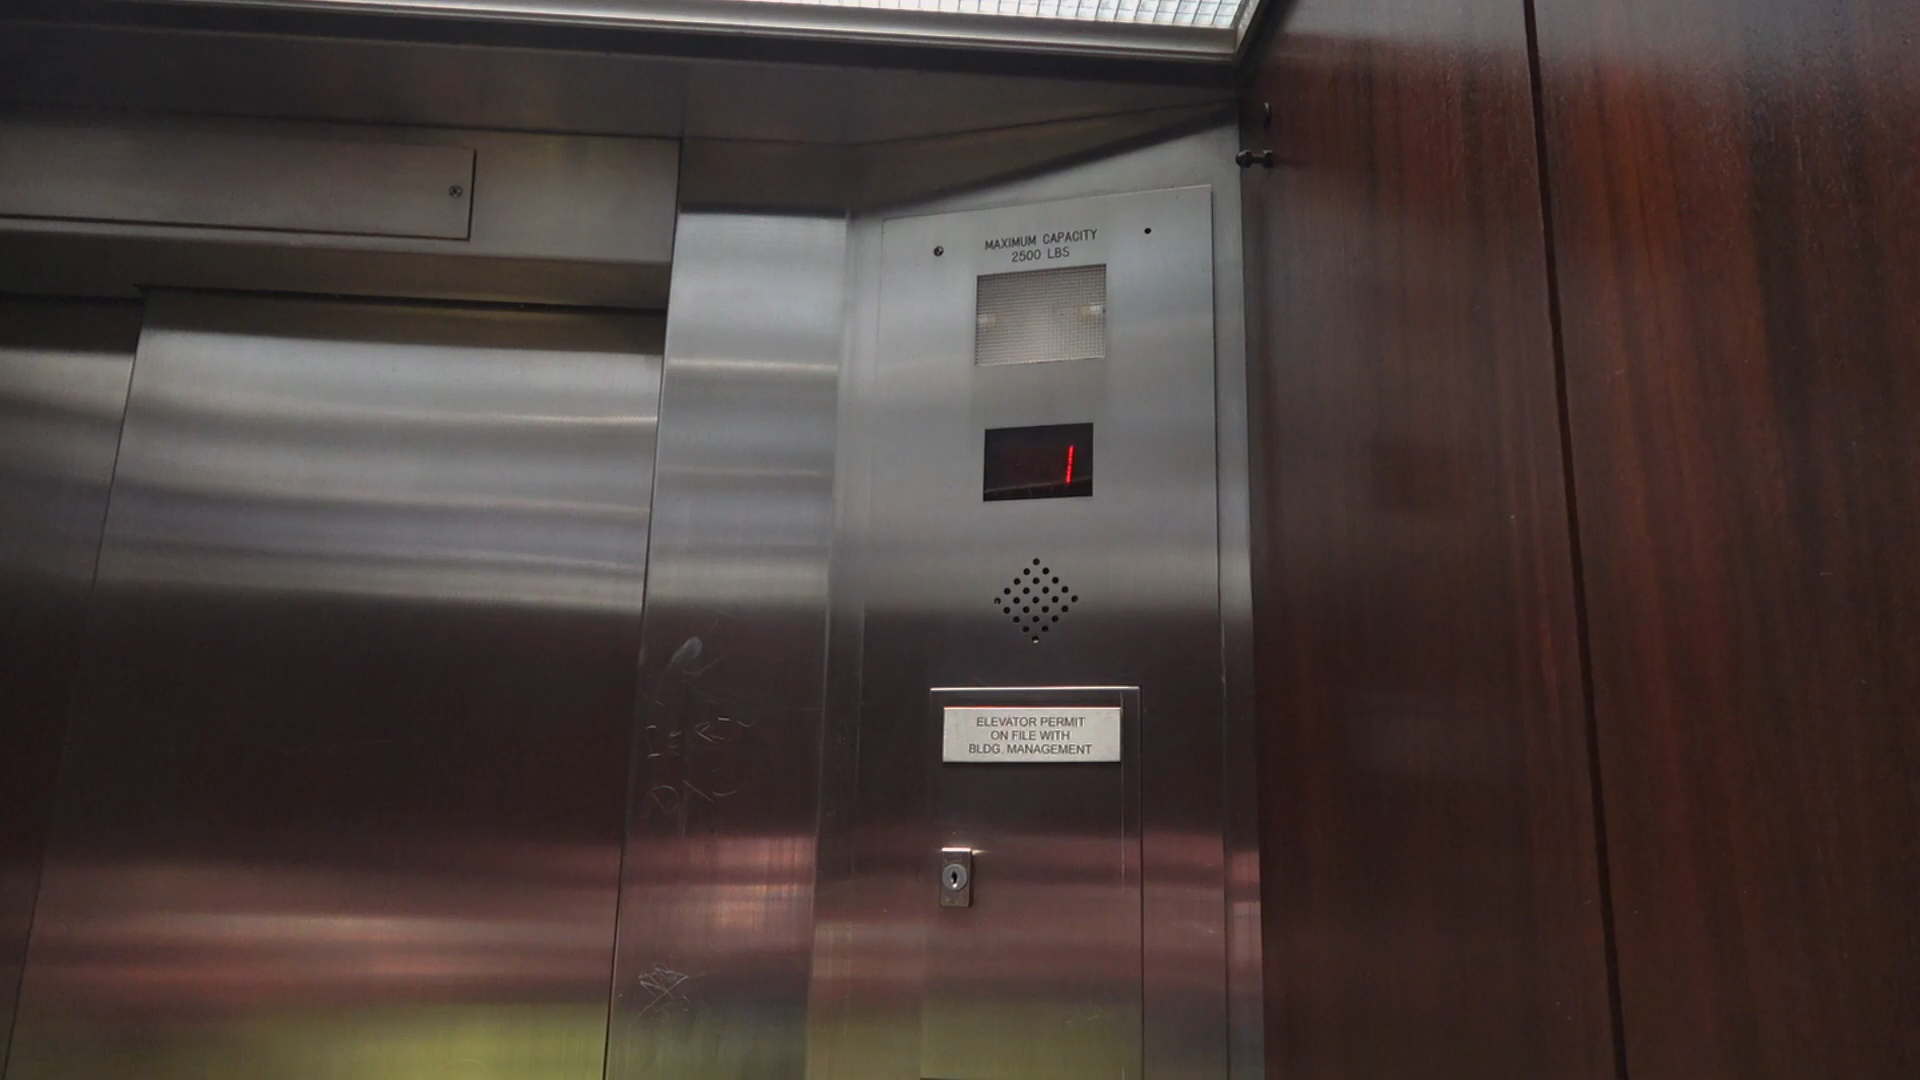 MAXIMUM CAPACITY
2500 LBS
1
ELEVATOR PERMIT
ON FILE WITH
BLDG. MANAGEMENT